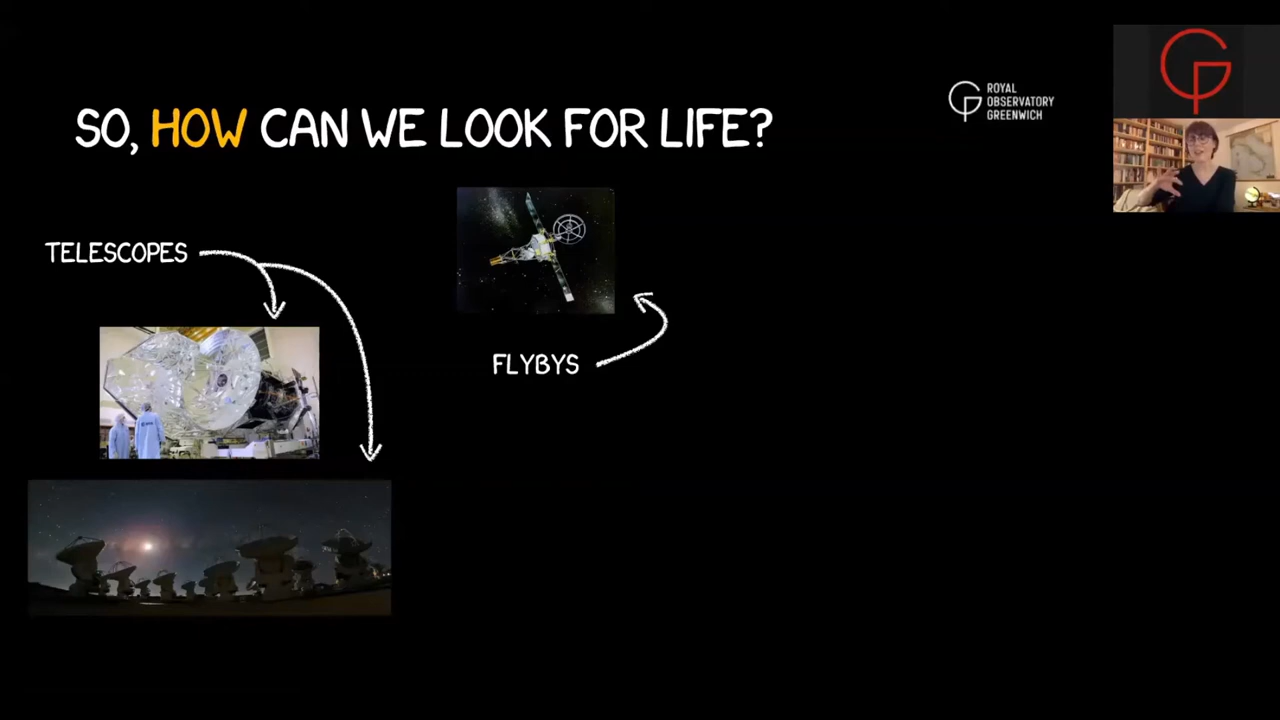 SO, HOW CAN WE LOOK FOR LIFE?
ROYAL
OBSERVATORY
GREENWICH
TELESCOPES
FLYBYS